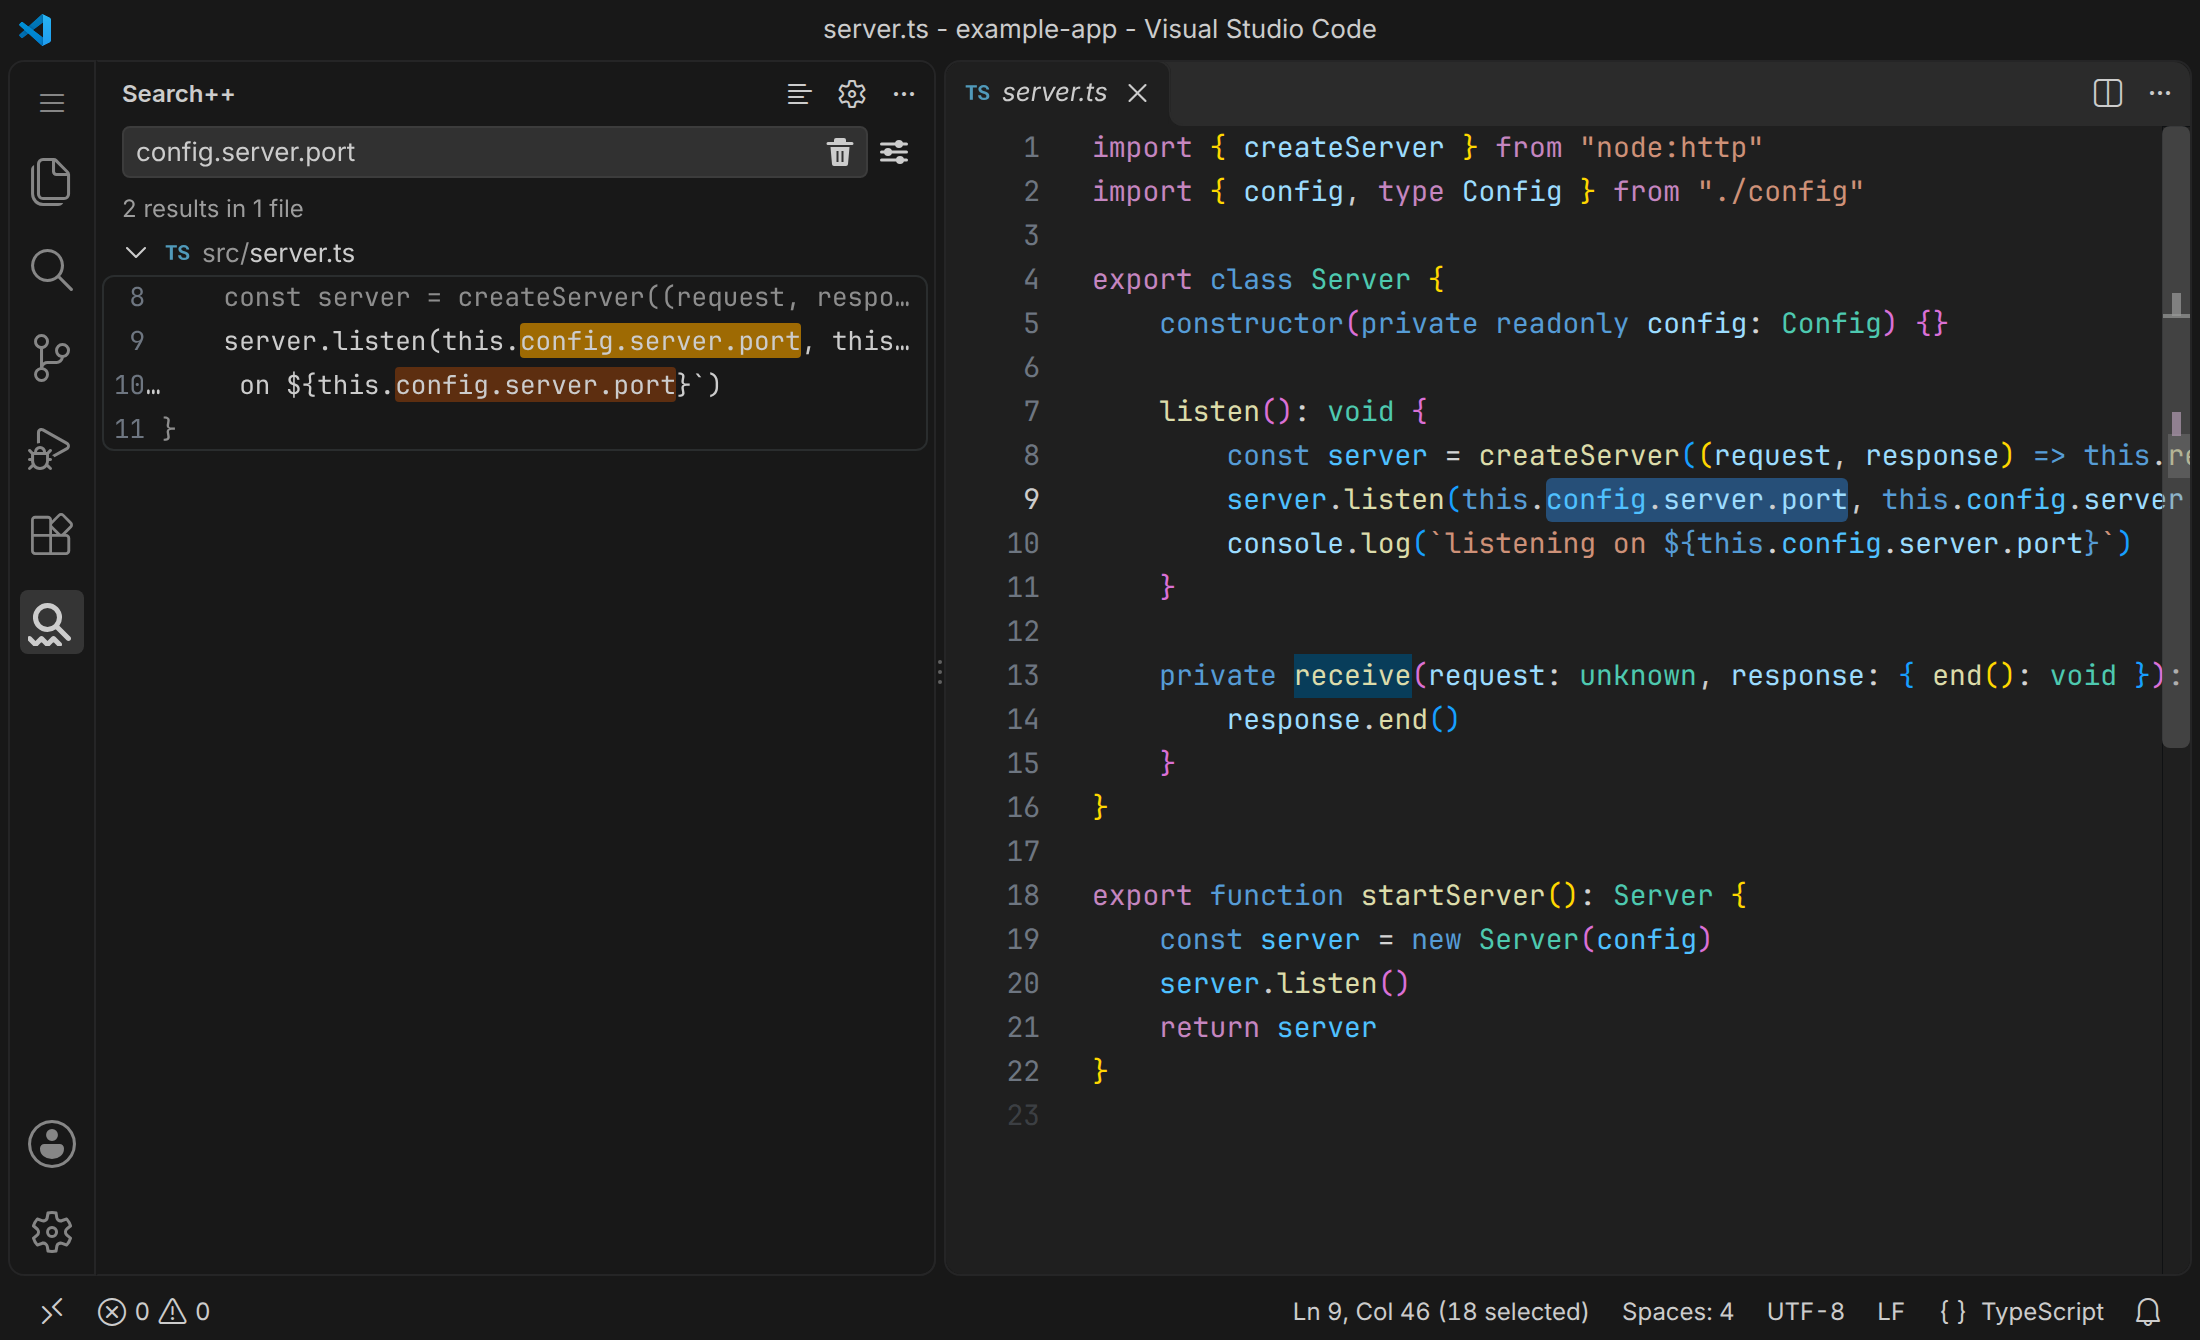 server.ts - example-app - Visual Studio Code
Search++
config.server.port
2 results in 1 file
TS src/server.ts
8 const server = createServer((request, respo…
9 server.listen(this.config.server.port, this…
10… on ${this.config.server.port}`)
11 }
TS server.ts
1 import { createServer } from "node:http"
2 import { config, type Config } from "./config"
3
4 export class Server {
5 constructor(private readonly config: Config) {}
6
7 listen(): void {
8 const server = createServer((request, response) => this.re
9 server.listen(this.config.server.port, this.config.server
10 console.log(`listening on ${this.config.server.port}`)
11 }
12
13 private receive(request: unknown, response: { end(): void }):
14 response.end()
15 }
16 }
17
18 export function startServer(): Server {
19 const server = new Server(config)
20 server.listen()
21 return server
22 }
23
0 0
Ln 9, Col 46 (18 selected) Spaces: 4 UTF-8 LF { } TypeScript